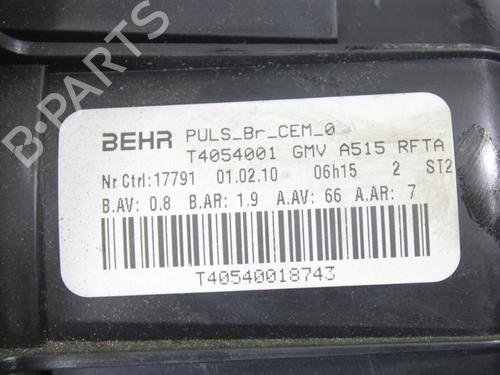 BEHR PULS_Br_CEM_0
T4054001 GMV A515 RFTA
Nr Ctrl:17791 01.02.10 06h15 2 ST2
B.AV: 0.8 B.AR: 1.9 A.AV: 66 A.AR: 7
T40540018743
B-PARTS